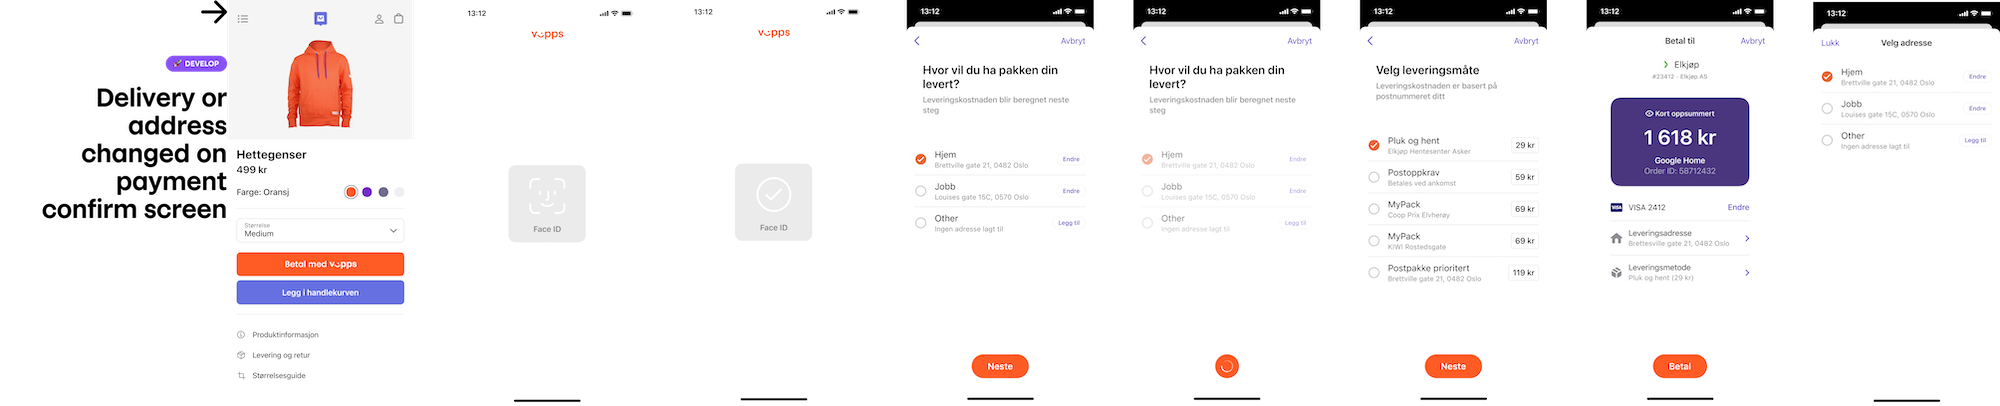 DEVELOP
Delivery or
address
changed on
payment
confirm screen
Hettegenser
499 kr
Farge: Oransj
Størrelse
Medium
Betal med vipps
Legg i handlekurven
Produktinformasjon
Levering og retur
Størrelsesguide
13:12
vipps
Face ID
13:12
vipps
Face ID
13:12
Avbryt
Hvor vil du ha pakken din
levert?
Leveringskostnaden blir beregnet neste
steg
Hjem
Brettville gate 21, 0482 Oslo
Endre
Jobb
Louises gate 15C, 0570 Oslo
Endre
Other
Ingen adresse lagt til
Legg til
Neste
13:12
Avbryt
Hvor vil du ha pakken din
levert?
Leveringskostnaden blir beregnet neste
steg
Hjem
Brettville gate 21, 0482 Oslo
Endre
Jobb
Louises gate 15C, 0570 Oslo
Endre
Other
Ingen adresse lagt til
Legg til
13:12
Avbryt
Velg leveringsmåte
Leveringskostnaden er basert på
postnummeret ditt
Pluk og hent
Elkjøp Hentesenter Asker
29 kr
Postoppkrav
Betales ved ankomst
59 kr
MyPack
Coop Prix Elvherøy
69 kr
MyPack
KIWI Rostedsgate
69 kr
Postpakke prioritert
Brettville gate 21, 0482 Oslo
119 kr
Neste
13:12
Betal til
Avbryt
Elkjøp
#23412 - Elkjøp AS
Kort oppsummert
1 618 kr
Google Home
Order ID: 58712432
VISA
VISA 2412
Endre
Leveringsadresse
Brettesville gate 21, 0482 Oslo
Leveringsmetode
Pluk og hent (29 kr)
Betal
13:12
Lukk
Velg adresse
Hjem
Brettville gate 21, 0482 Oslo
Endre
Jobb
Louises gate 15C, 0570 Oslo
Endre
Other
Ingen adresse lagt til
Legg til